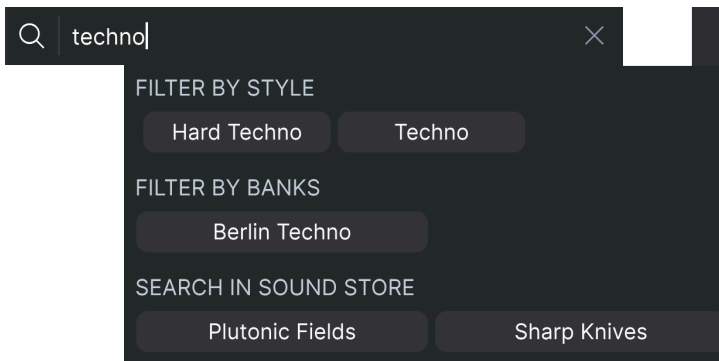 techno
FILTER BY STYLE
Hard Techno Techno
FILTER BY BANKS
Berlin Techno
SEARCH IN SOUND STORE
Plutonic Fields Sharp Knives